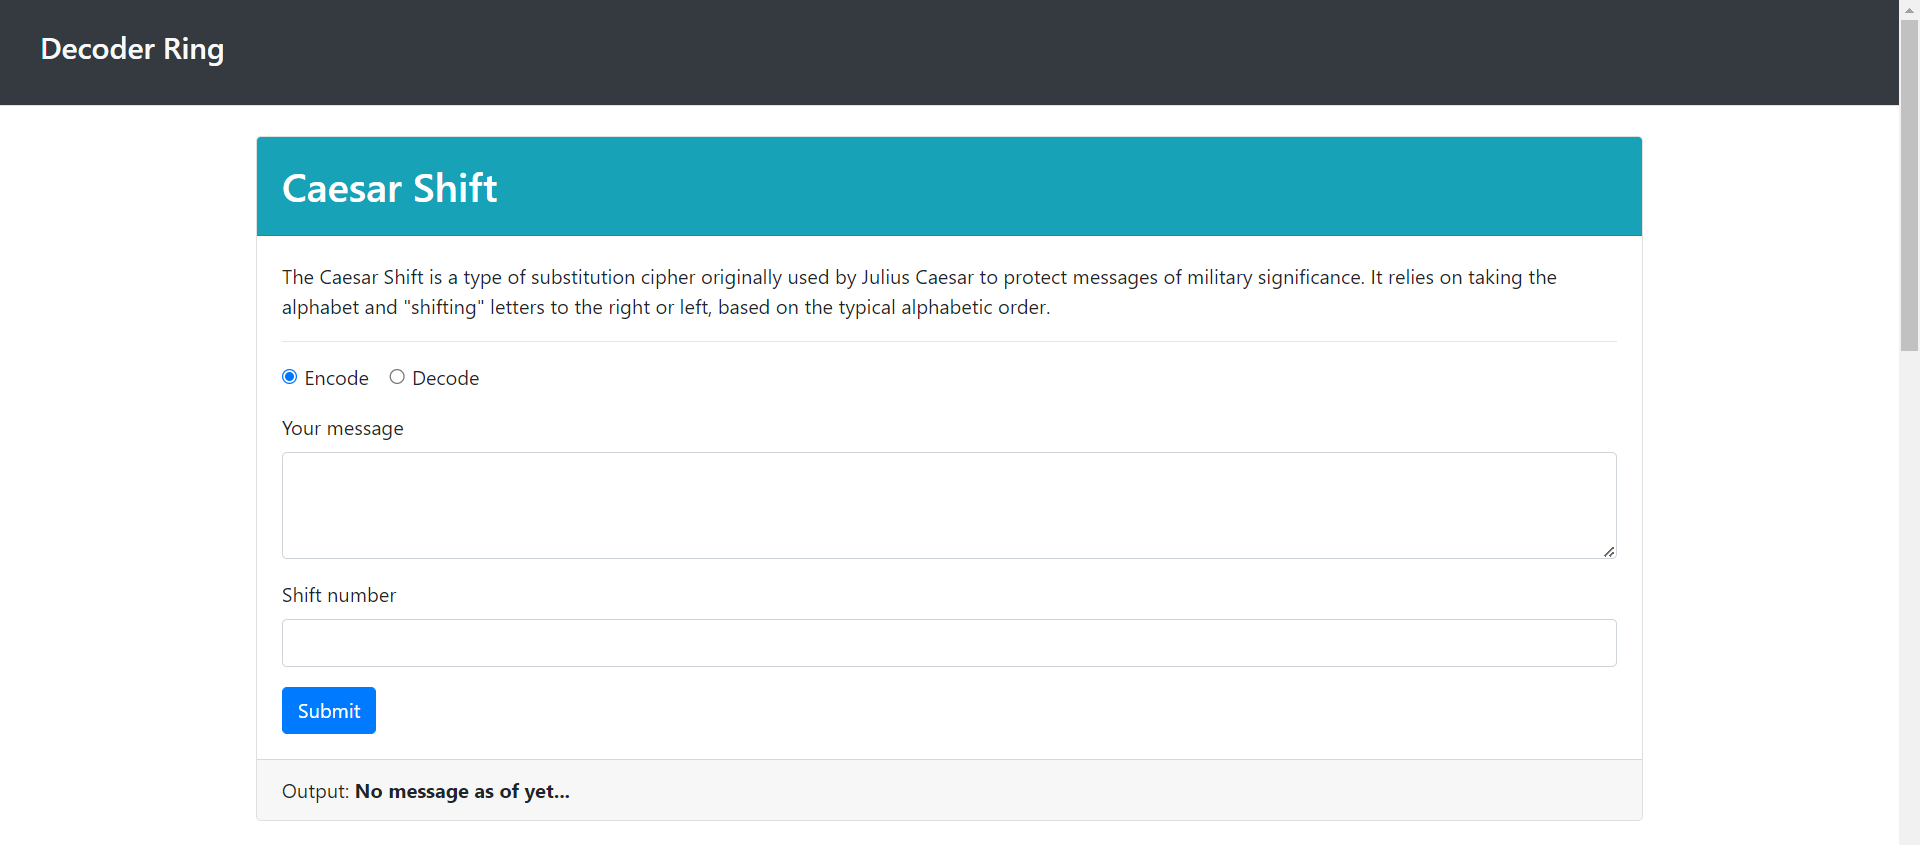 Decoder Ring
Caesar Shift
The Caesar Shift is a type of substitution cipher originally used by Julius Caesar to protect messages of military significance. It relies on taking the
alphabet and "shifting" letters to the right or left, based on the typical alphabetic order.
Encode Decode
Your message
Shift number
Submit
Output: No message as of yet...